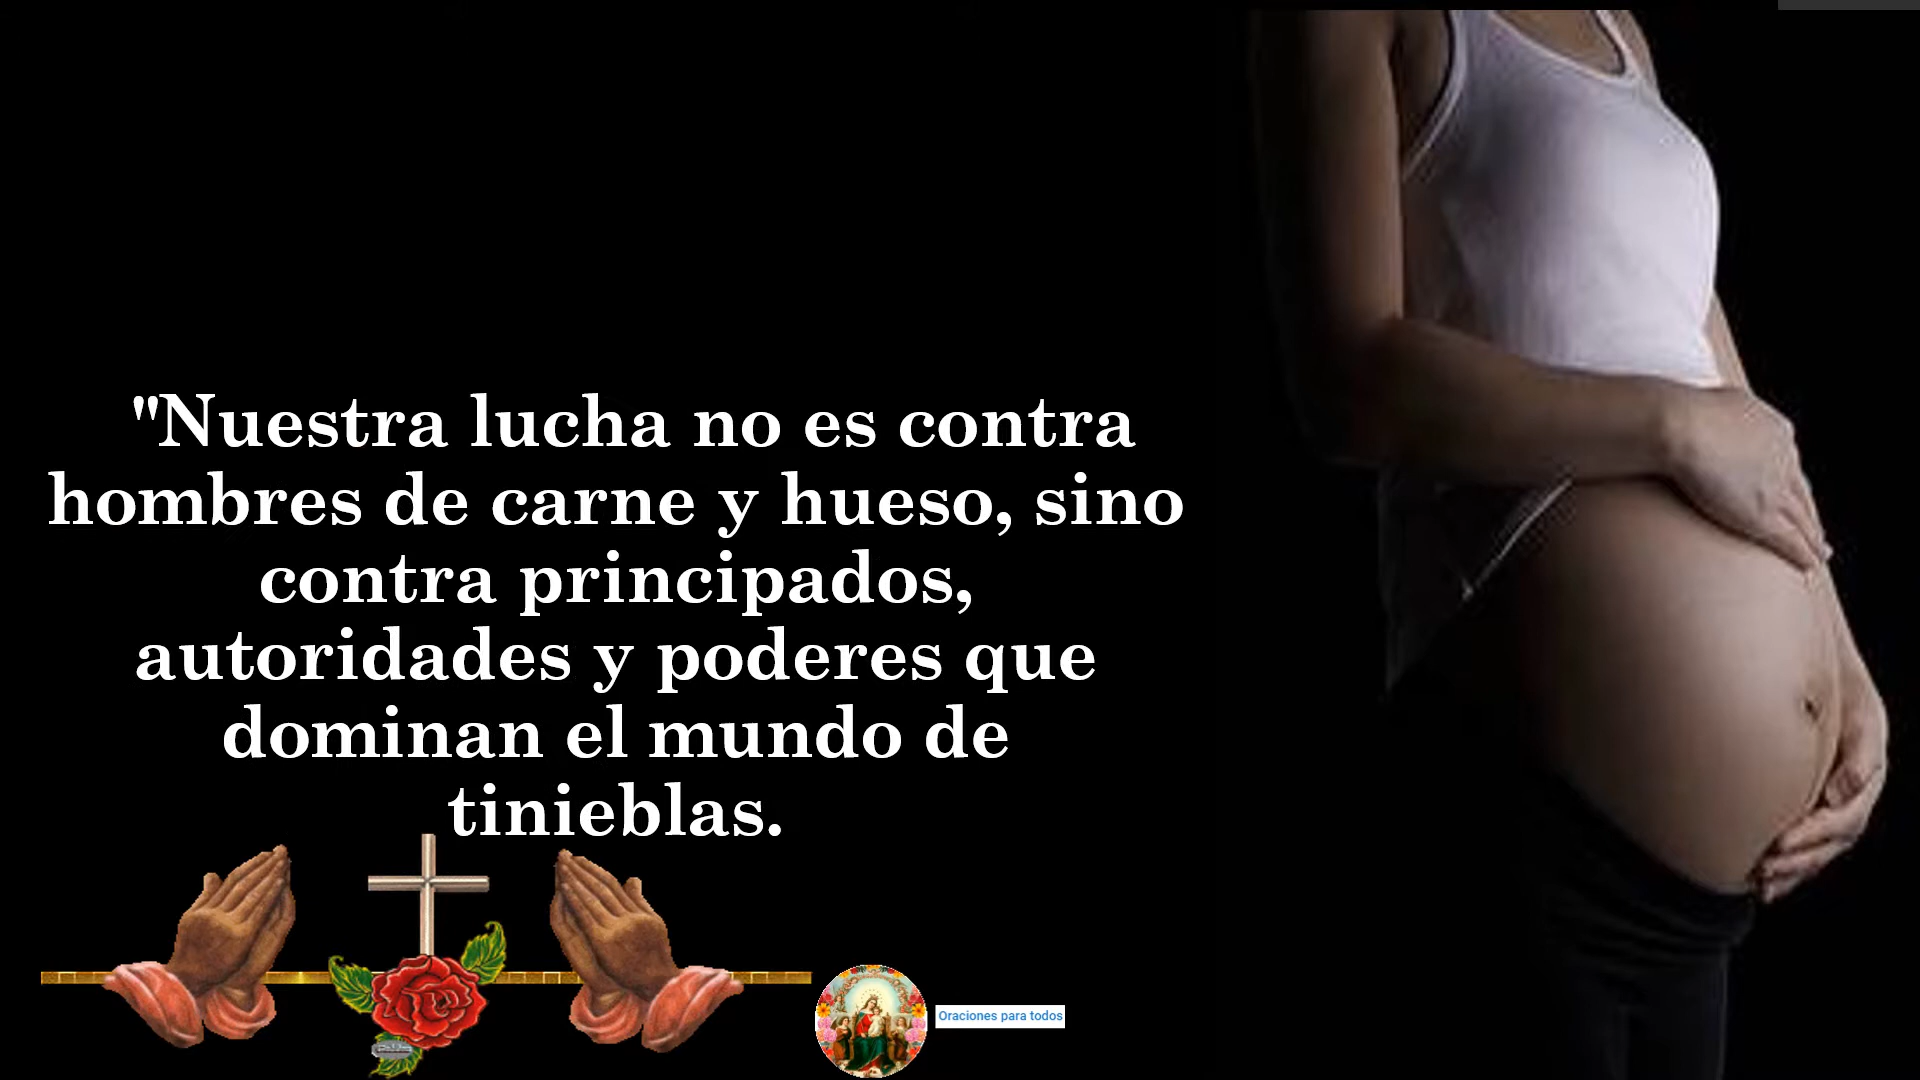 "Nuestra lucha no es contra
hombres de carne y hueso, sino
contra principados,
autoridades y poderes que
dominan el mundo de
tinieblas.
Oraciones para todos